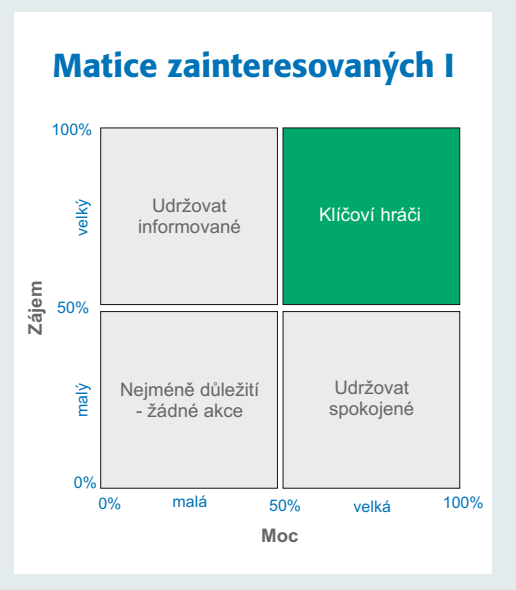 Matice zainteresovaných I
100%
velký
Udržovat
informované
Klíčoví hráči
Zájem
50%
malý
Nejméně důležití
- žádné akce
Udržovat
spokojené
0%
0%
malá
50%
velká
100%
Moc